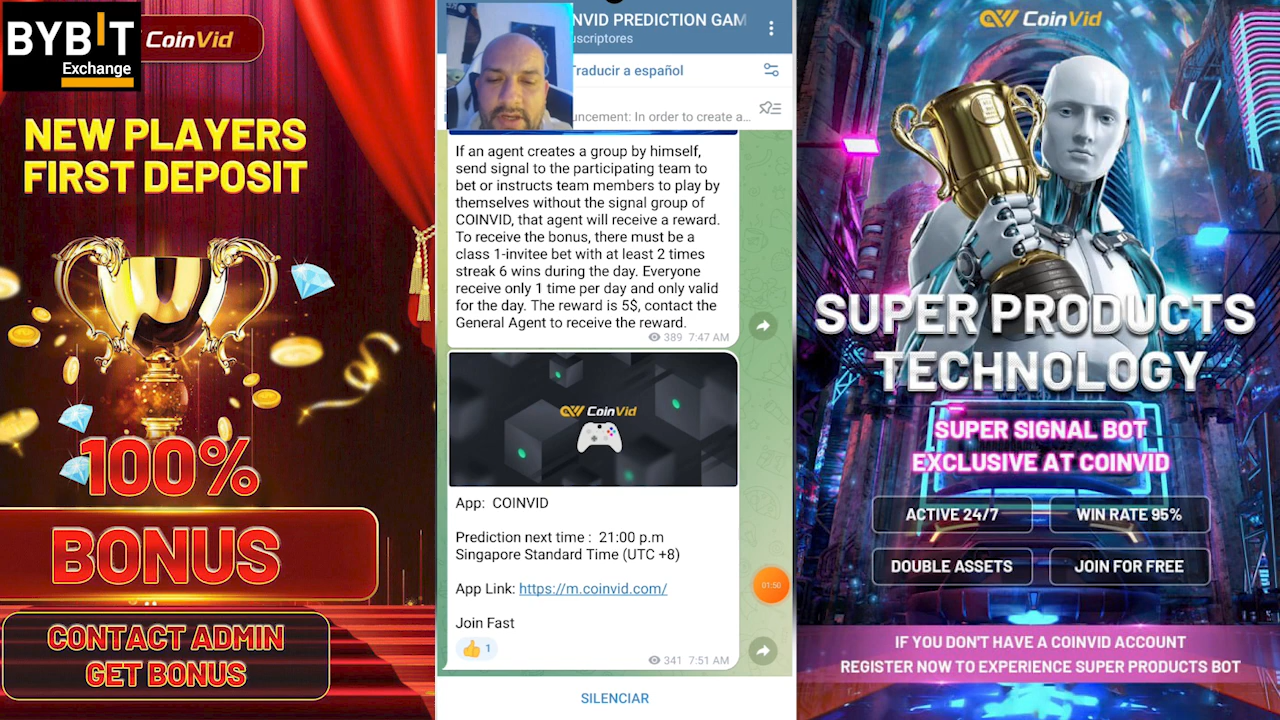 BYBIT
Exchange
CoinVid
NEW PLAYERS
FIRST DEPOSIT
100%
BONUS
CONTACT ADMIN
GET BONUS
NVID PREDICTION GAM
uscriptores
Traducir a español
uncement: In order to create a...
If an agent creates a group by himself,
send signal to the participating team to
bet or instructs team members to play by
themselves without the signal group of
COINVID, that agent will receive a reward.
To receive the bonus, there must be a
class 1-invitee bet with at least 2 times
streak 6 wins during the day. Everyone
receive only 1 time per day and only valid
for the day. The reward is 5$, contact the
General Agent to receive the reward.
389 7:47 AM
CoinVid
App: COINVID
Prediction next time : 21:00 p.m
Singapore Standard Time (UTC +8)
App Link: https://m.coinvid.com/
Join Fast
1
341 7:51 AM
01:50
SILENCIAR
CoinVid
SUPER PRODUCTS
TECHNOLOGY
SUPER SIGNAL BOT
EXCLUSIVE AT COINVID
ACTIVE 24/7
WIN RATE 95%
DOUBLE ASSETS
JOIN FOR FREE
IF YOU DON'T HAVE A COINVID ACCOUNT
REGISTER NOW TO EXPERIENCE SUPER PRODUCTS BOT